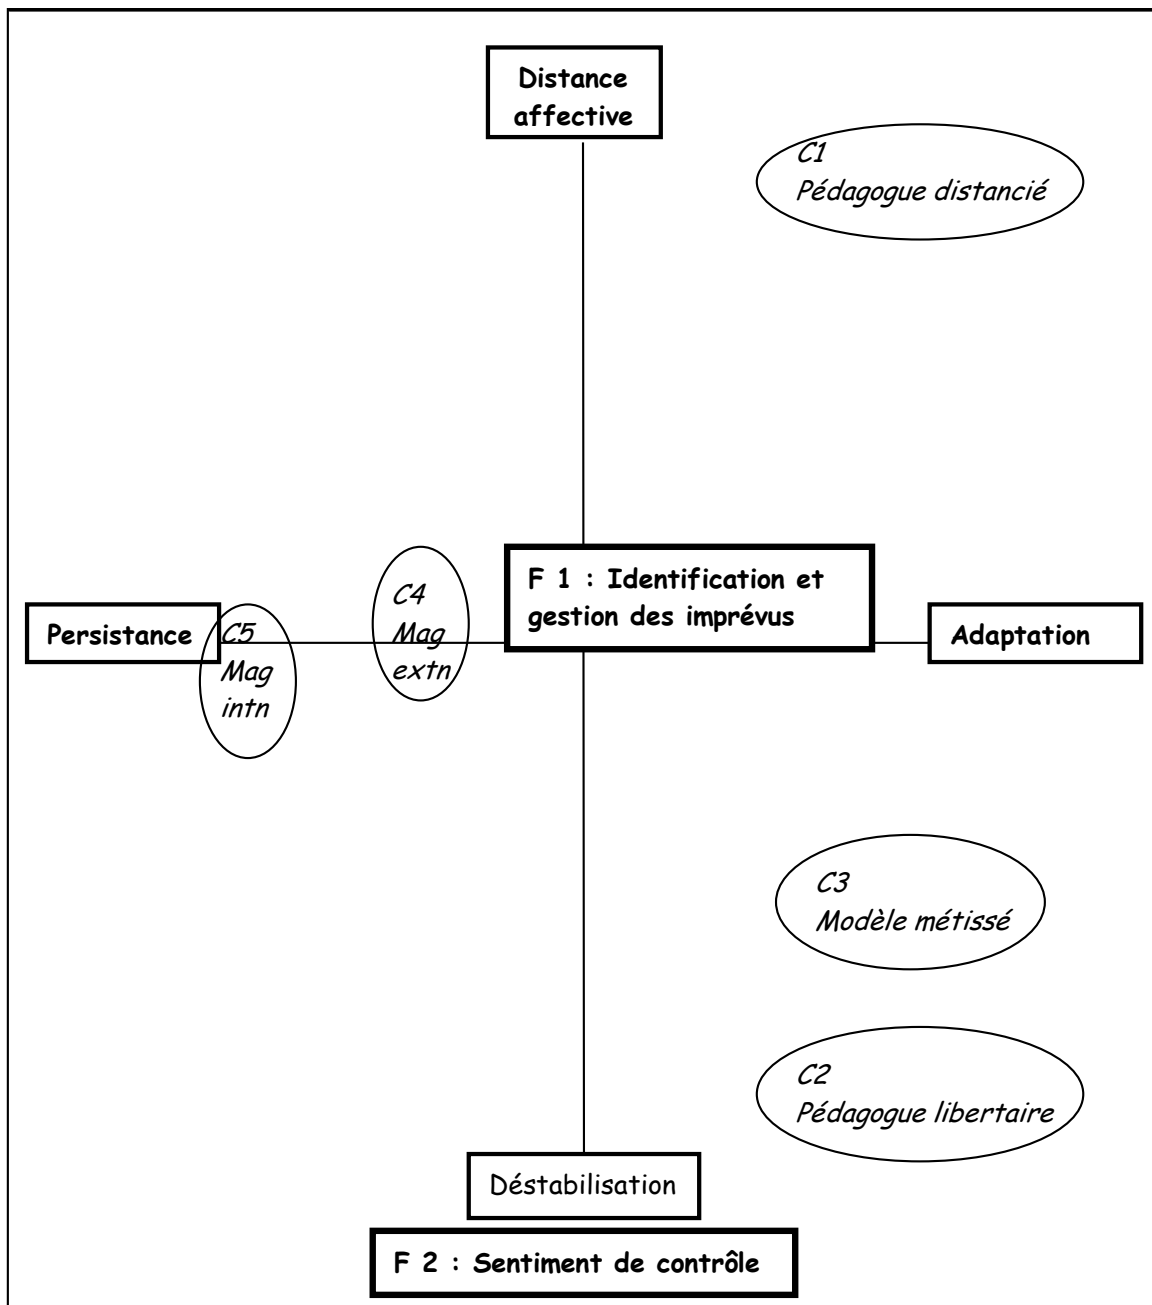 Distance
affective
C1
Pédagogue distancié
F 1 : Identification et
gestion des imprévus
C4
Mag
extn
Persistance
C5
Mag
intn
Adaptation
C3
Modèle métissé
C2
Pédagogue libertaire
Déstabilisation
F 2 : Sentiment de contrôle